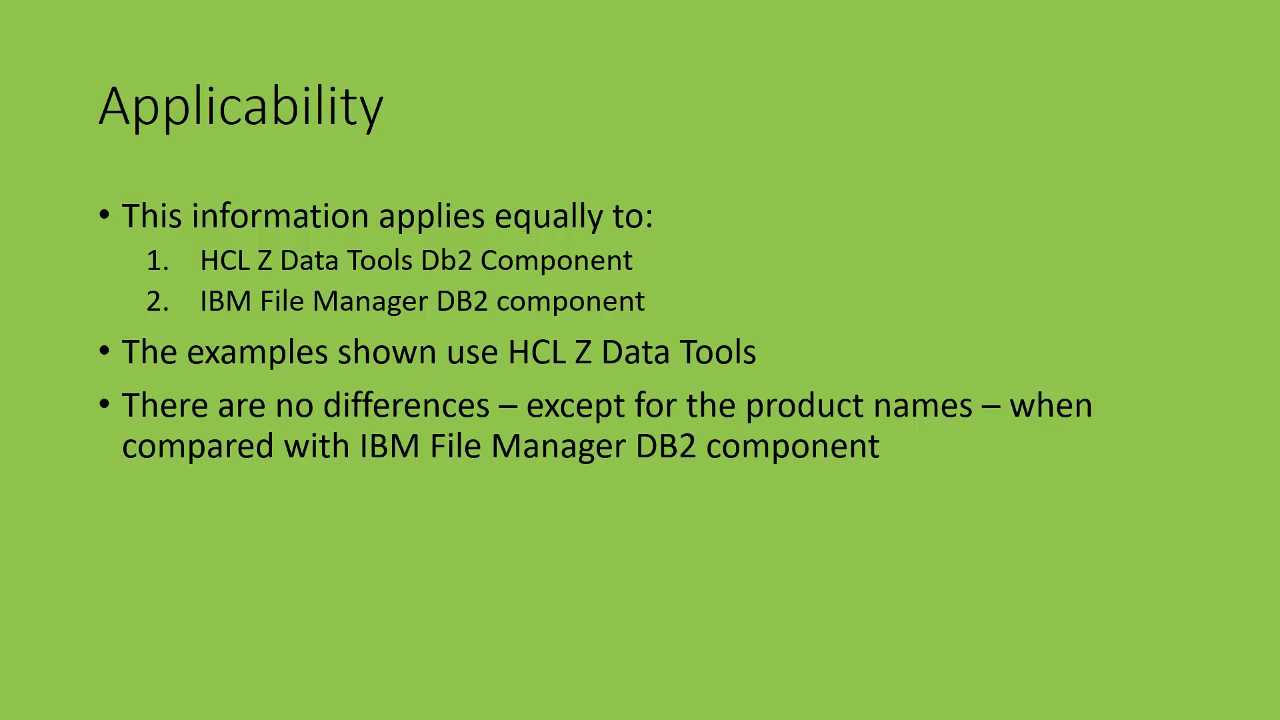 Applicability
• This information applies equally to:
1. HCL Z Data Tools Db2 Component
2. IBM File Manager DB2 component
• The examples shown use HCL Z Data Tools
• There are no differences – except for the product names – when
compared with IBM File Manager DB2 component